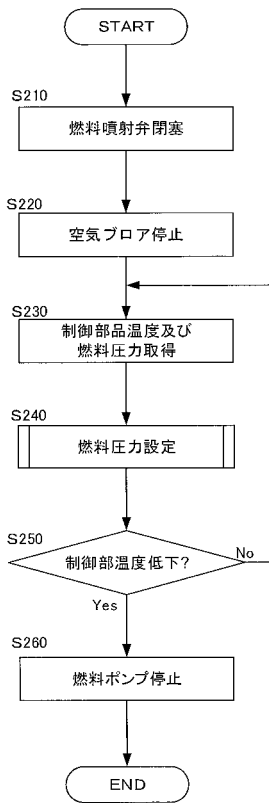 START
S210
燃料噴射弁閉塞
S220
空気ブロア停止
S230
制御部品温度及び
燃料圧力取得
S240
燃料圧力設定
S250
制御部温度低下?
No
Yes
S260
燃料ポンプ停止
END